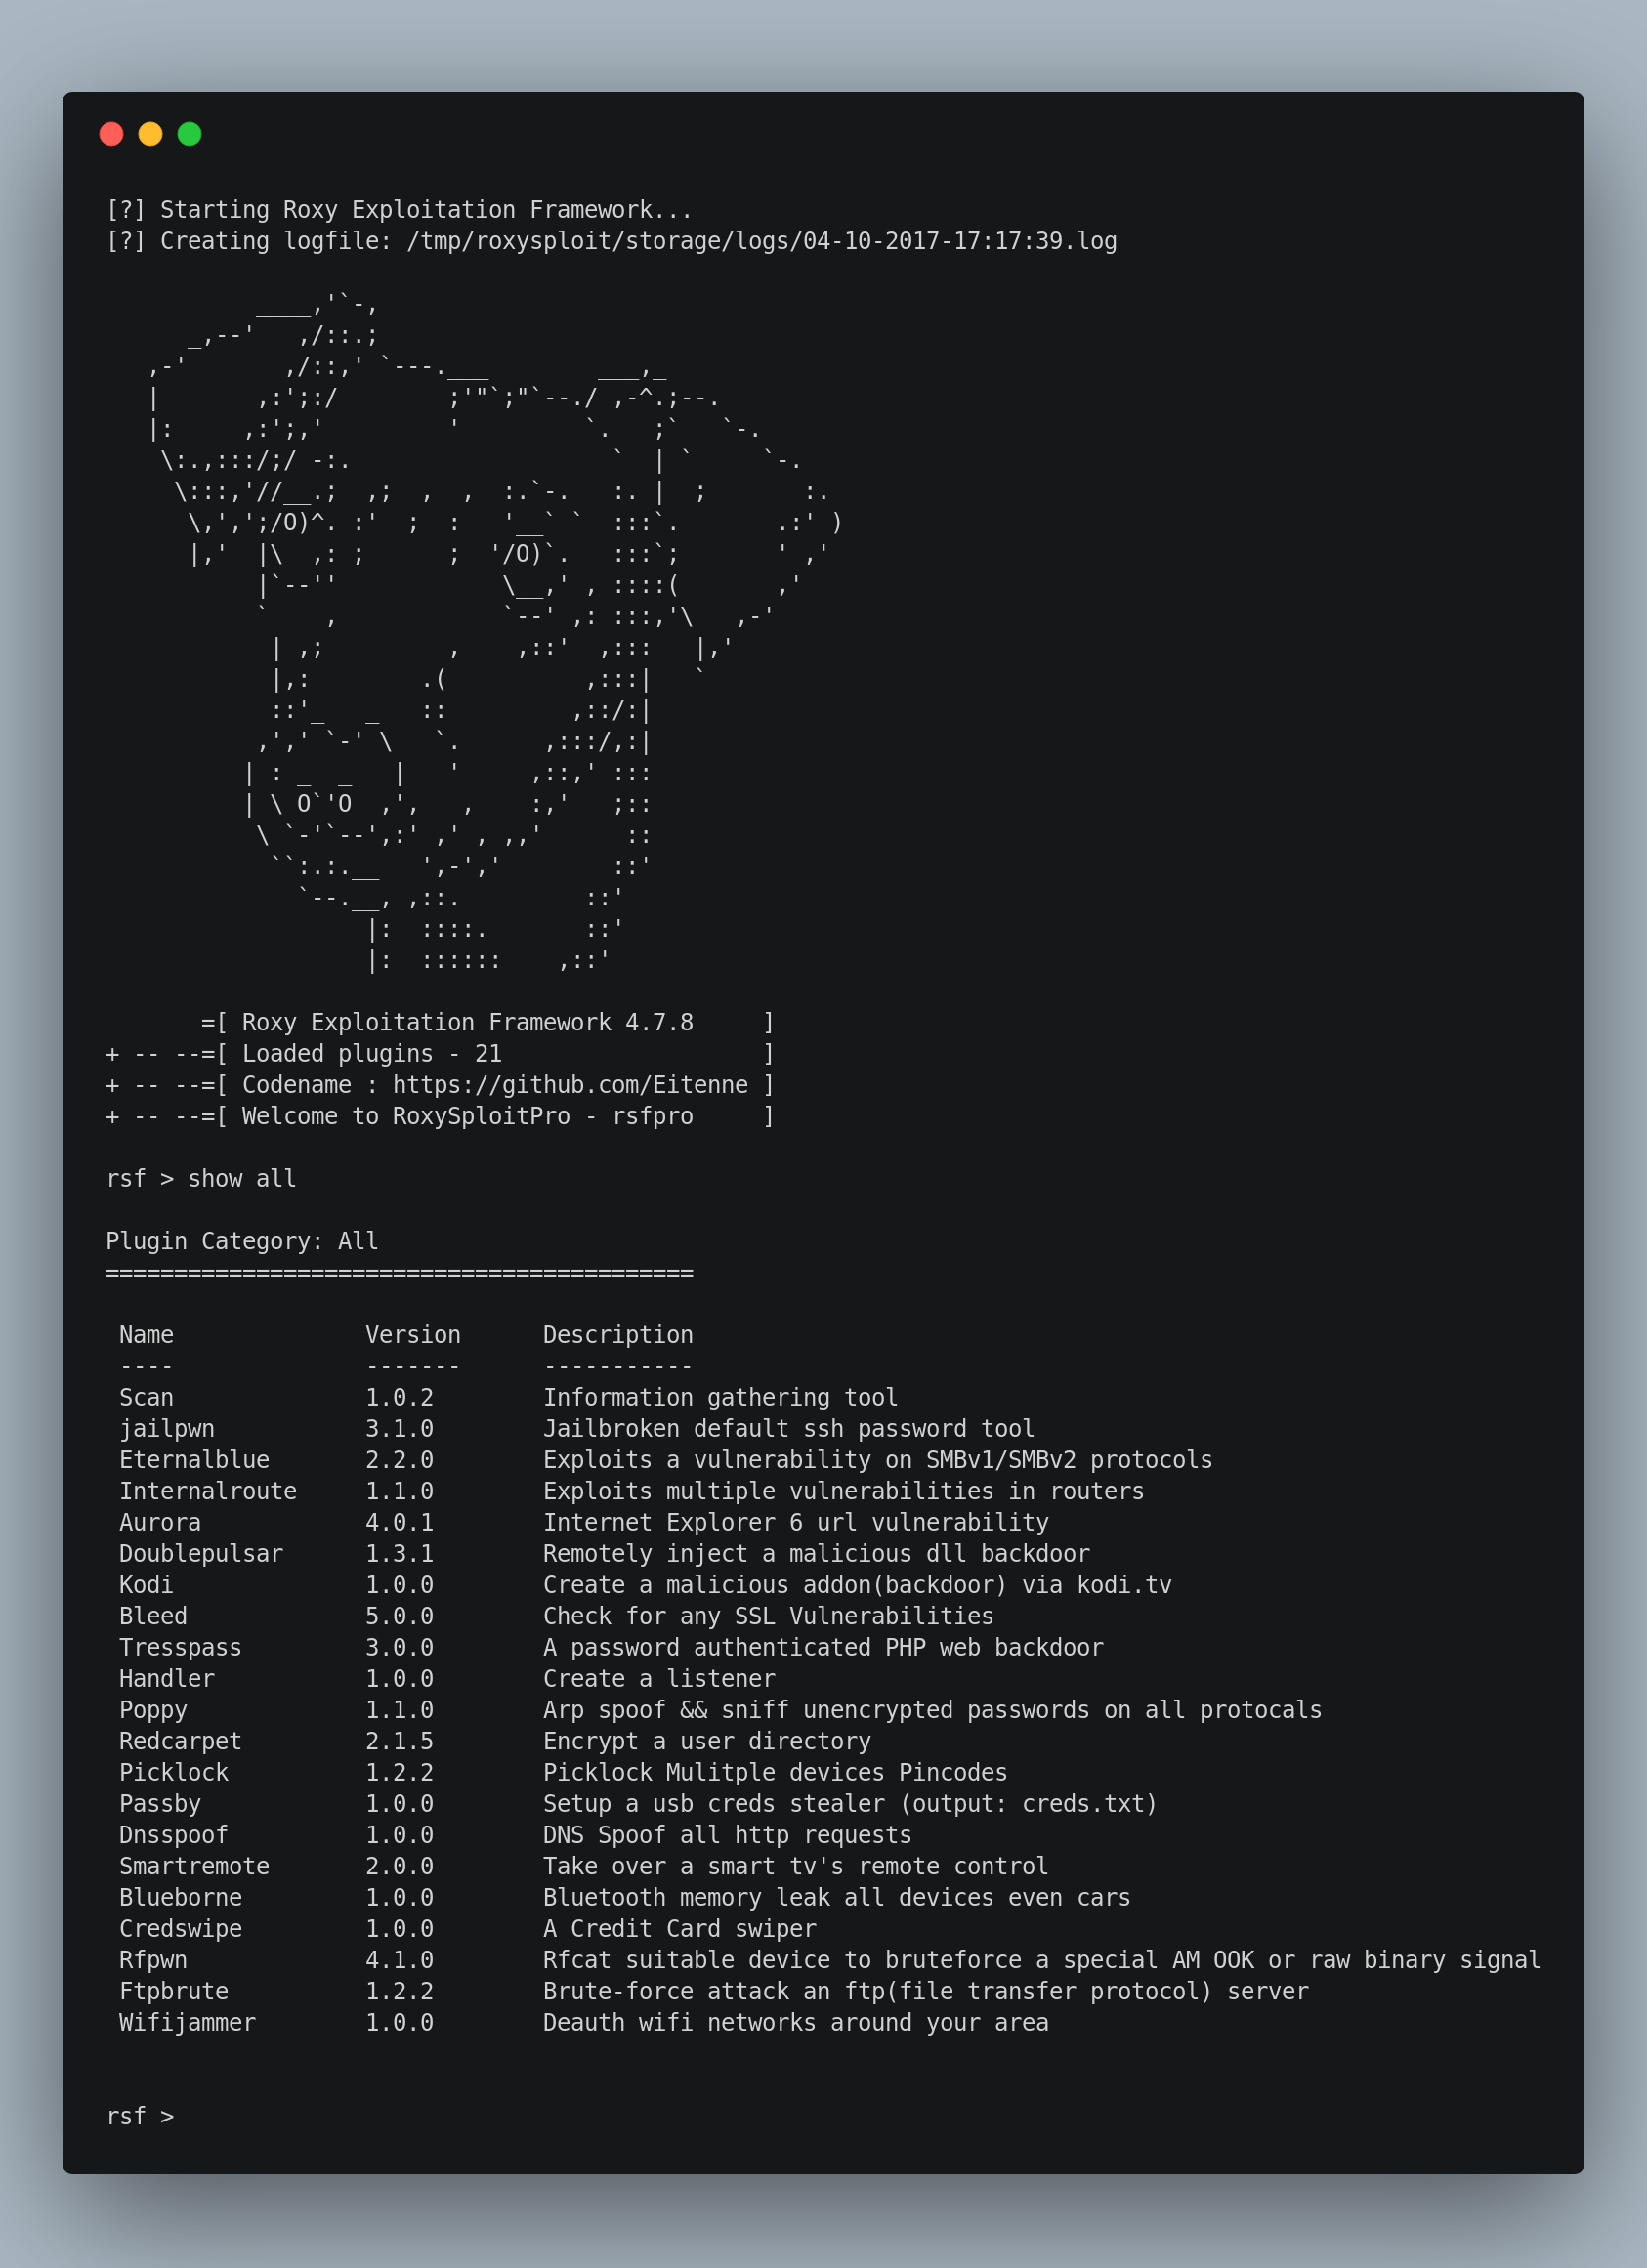 [?] Starting Roxy Exploitation Framework...
[?] Creating logfile: /tmp/roxysploit/storage/logs/04-10-2017-17:17:39.log

           ____,'`-,
      _,--'   ,/::.;
   ,-'       ,/::,' `---.___        ___,_
   |       ,:';:/        ;'"`;"`--./ ,-^.;--.
   |:     ,:';,'         '         `.   ;`   `-.
    \:.,:::/;/ -:.                   `  | `     `-.
     \:::,'//__.;  ,;  ,  ,  :.`-.   :. |  ;       :.
      \,',';/O)^. :'  ;  :   '__` `  :::`.       .:' )
      |,'  |\__,: ;      ;  '/O)`.   :::`;       ' ,'
           |`--''            \__,' , ::::(       ,'
           `    ,            `--' ,: :::,'\   ,-'
            | ,;         ,    ,::'  ,:::   |,'
            |,:        .(          ,:::|   `
            ::'_   _   ::         ,::/:|
           ,',' `-' \   `.      ,:::/,:|
          | : _  _   |   '     ,::,' :::
          | \ O`'O  ,',   ,    :,'   ;::
           \ `-'`--',:' ,' , ,,'      ::
            ``:.:.__   ',-','        ::'
              `--.__, ,::.         ::'
                   |:  ::::.       ::'
                   |:  ::::::    ,::'

       =[ Roxy Exploitation Framework 4.7.8     ]
+ -- --=[ Loaded plugins - 21                   ]
+ -- --=[ Codename : https://github.com/Eitenne ]
+ -- --=[ Welcome to RoxySploitPro - rsfpro     ]

rsf > show all

Plugin Category: All
===========================================

 Name              Version      Description
 ----              -------      -----------
 Scan              1.0.2        Information gathering tool
 jailpwn           3.1.0        Jailbroken default ssh password tool
 Eternalblue       2.2.0        Exploits a vulnerability on SMBv1/SMBv2 protocols
 Internalroute     1.1.0        Exploits multiple vulnerabilities in routers
 Aurora            4.0.1        Internet Explorer 6 url vulnerability
 Doublepulsar      1.3.1        Remotely inject a malicious dll backdoor
 Kodi              1.0.0        Create a malicious addon(backdoor) via kodi.tv
 Bleed             5.0.0        Check for any SSL Vulnerabilities
 Tresspass         3.0.0        A password authenticated PHP web backdoor
 Handler           1.0.0        Create a listener
 Poppy             1.1.0        Arp spoof && sniff unencrypted passwords on all protocals
 Redcarpet         2.1.5        Encrypt a user directory
 Picklock          1.2.2        Picklock Mulitple devices Pincodes
 Passby            1.0.0        Setup a usb creds stealer (output: creds.txt)
 Dnsspoof          1.0.0        DNS Spoof all http requests
 Smartremote       2.0.0        Take over a smart tv's remote control
 Blueborne         1.0.0        Bluetooth memory leak all devices even cars
 Credswipe         1.0.0        A Credit Card swiper
 Rfpwn             4.1.0        Rfcat suitable device to bruteforce a special AM OOK or raw binary signal
 Ftpbrute          1.2.2        Brute-force attack an ftp(file transfer protocol) server
 Wifijammer        1.0.0        Deauth wifi networks around your area

rsf >